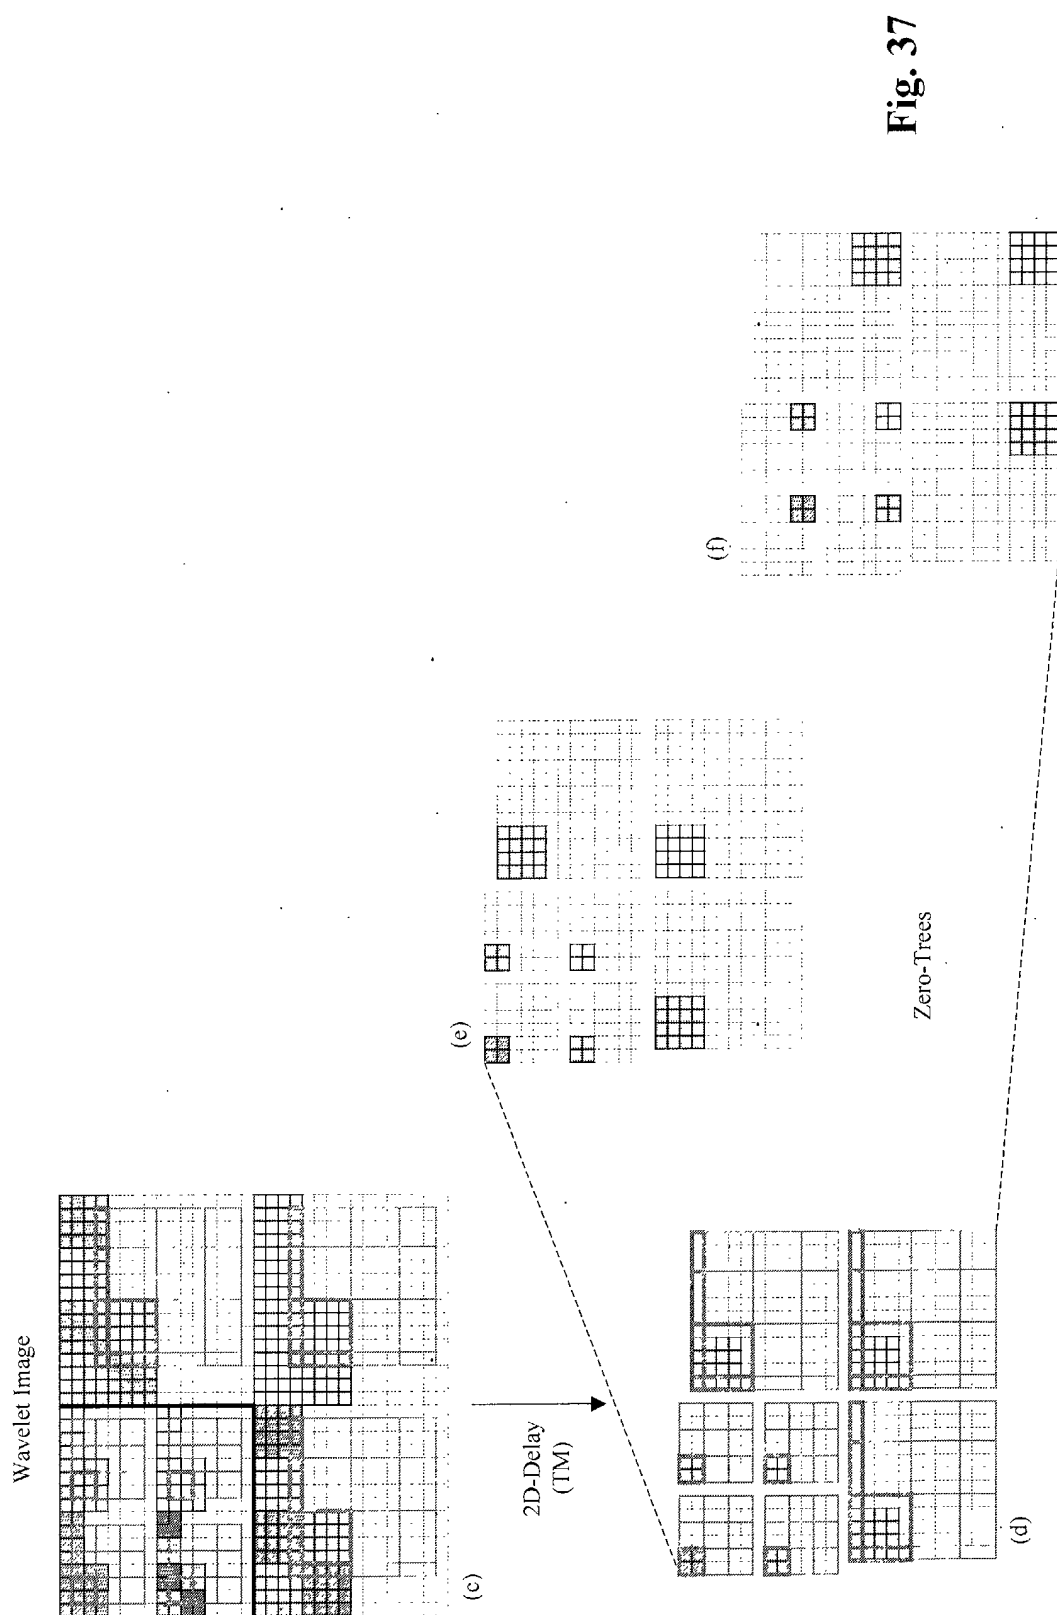 Wavelet Image
(c)
2D-Delay
(TM)
(d)
(e)
Zero-Trees
(f)
Fig. 37